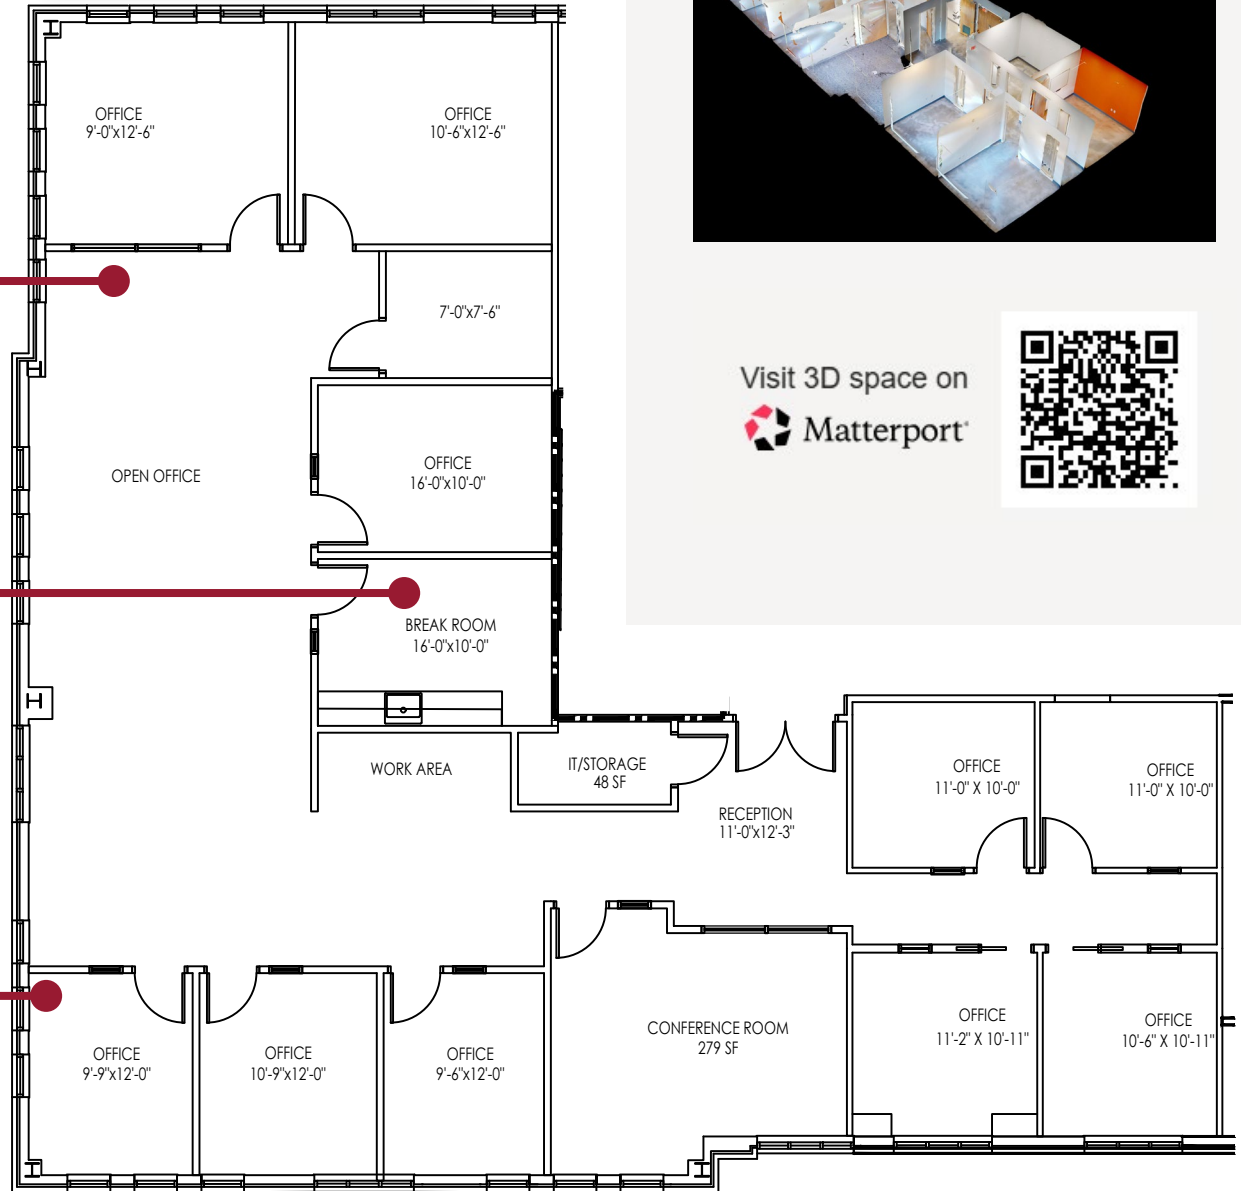 OFFICE
9'-0"x12'-6"
OFFICE
10'-6"x12'-6"
7'-0"x7'-6"
Visit 3D space on
Matterport®
OPEN OFFICE
OFFICE
16'-0"x10'-0"
BREAK ROOM
16'-0"x10'-0"
WORK AREA
IT/STORAGE
48 SF
RECEPTION
11'-0"x12'-3"
OFFICE
11'-0" X 10'-0"
OFFICE
11'-0" X 10'-0"
OFFICE
9'-9"x12'-0"
OFFICE
10'-9"x12'-0"
OFFICE
9'-6"x12'-0"
CONFERENCE ROOM
279 SF
OFFICE
11'-2" X 10'-11"
OFFICE
10'-6" X 10'-11"